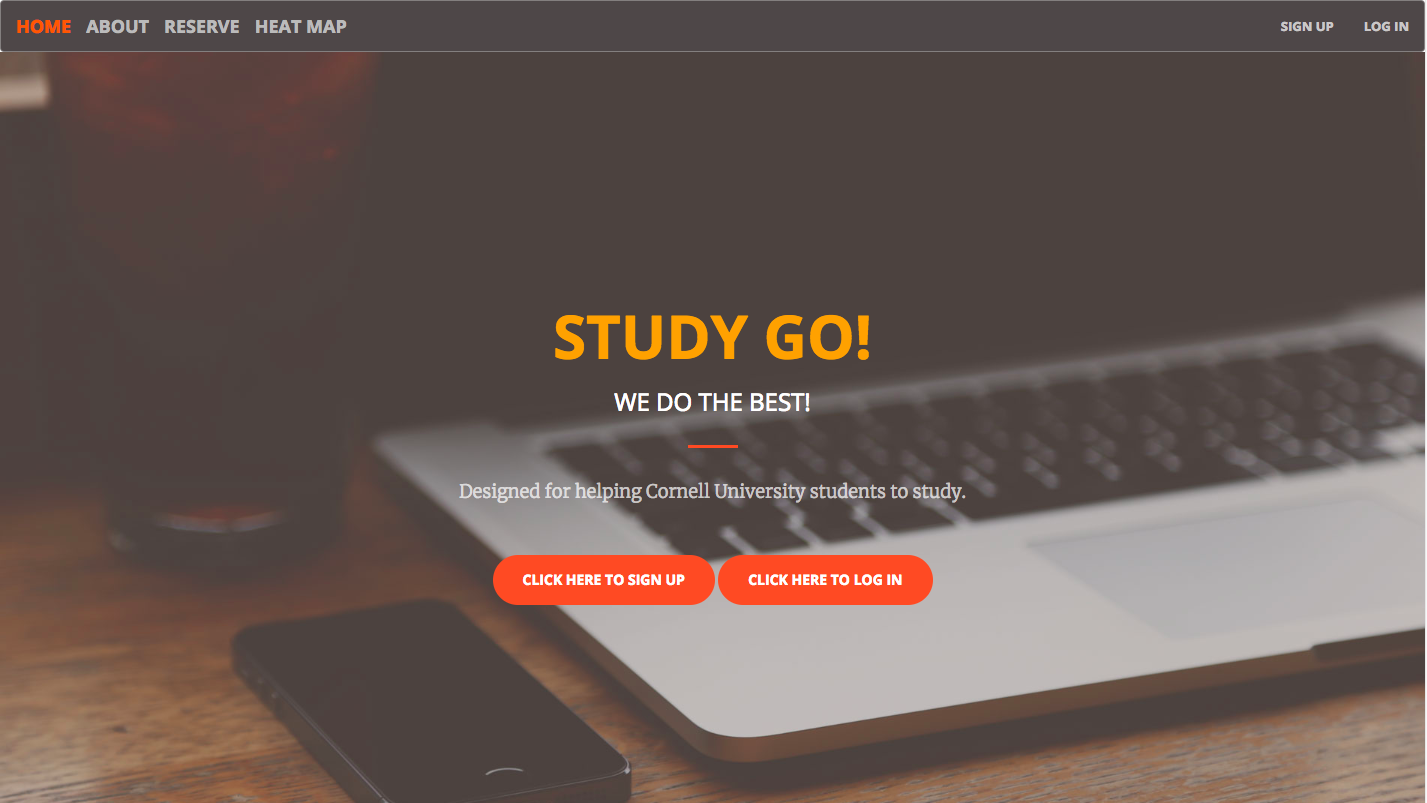 HOME ABOUT RESERVE HEAT MAP SIGN UP LOG IN
STUDY GO!
WE DO THE BEST!
Designed for helping Cornell University students to study.
CLICK HERE TO SIGN UP CLICK HERE TO LOG IN